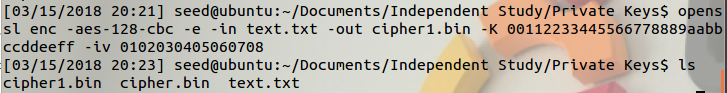 [03/15/2018 20:21] seed@ubuntu:~/Documents/Independent Study/Private Keys$ opens
sl enc -aes-128-cbc -e -in text.txt -out cipher1.bin -K 00112233445566778889aabb
ccddeeff -iv 0102030405060708
[03/15/2018 20:23] seed@ubuntu:~/Documents/Independent Study/Private Keys$ ls
cipher1.bin cipher.bin text.txt